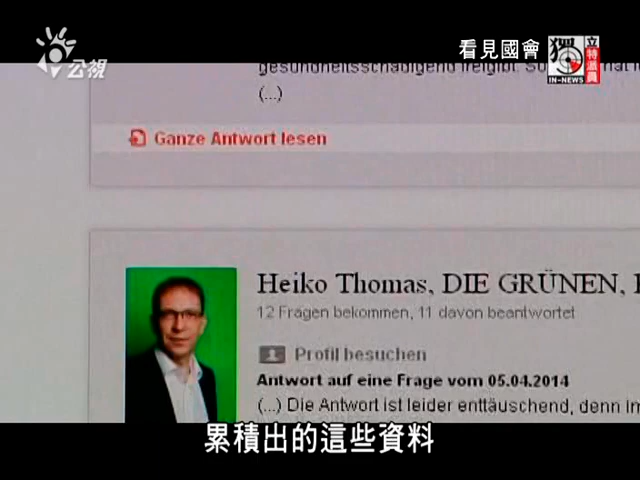 看見國會
獨
立
特派員
IN-NEWS
公視
gesundheitsschädigend freigibt.
(...)
Ganze Antwort lesen
Heiko Thomas, DIE GRÜNEN,
12 Fragen bekommen, 11 davon beantwortet
Profil besuchen
Antwort auf eine Frage vom 05.04.2014
(...) Die Antwort ist leider enttäuschend, denn im
累積出的這些資料